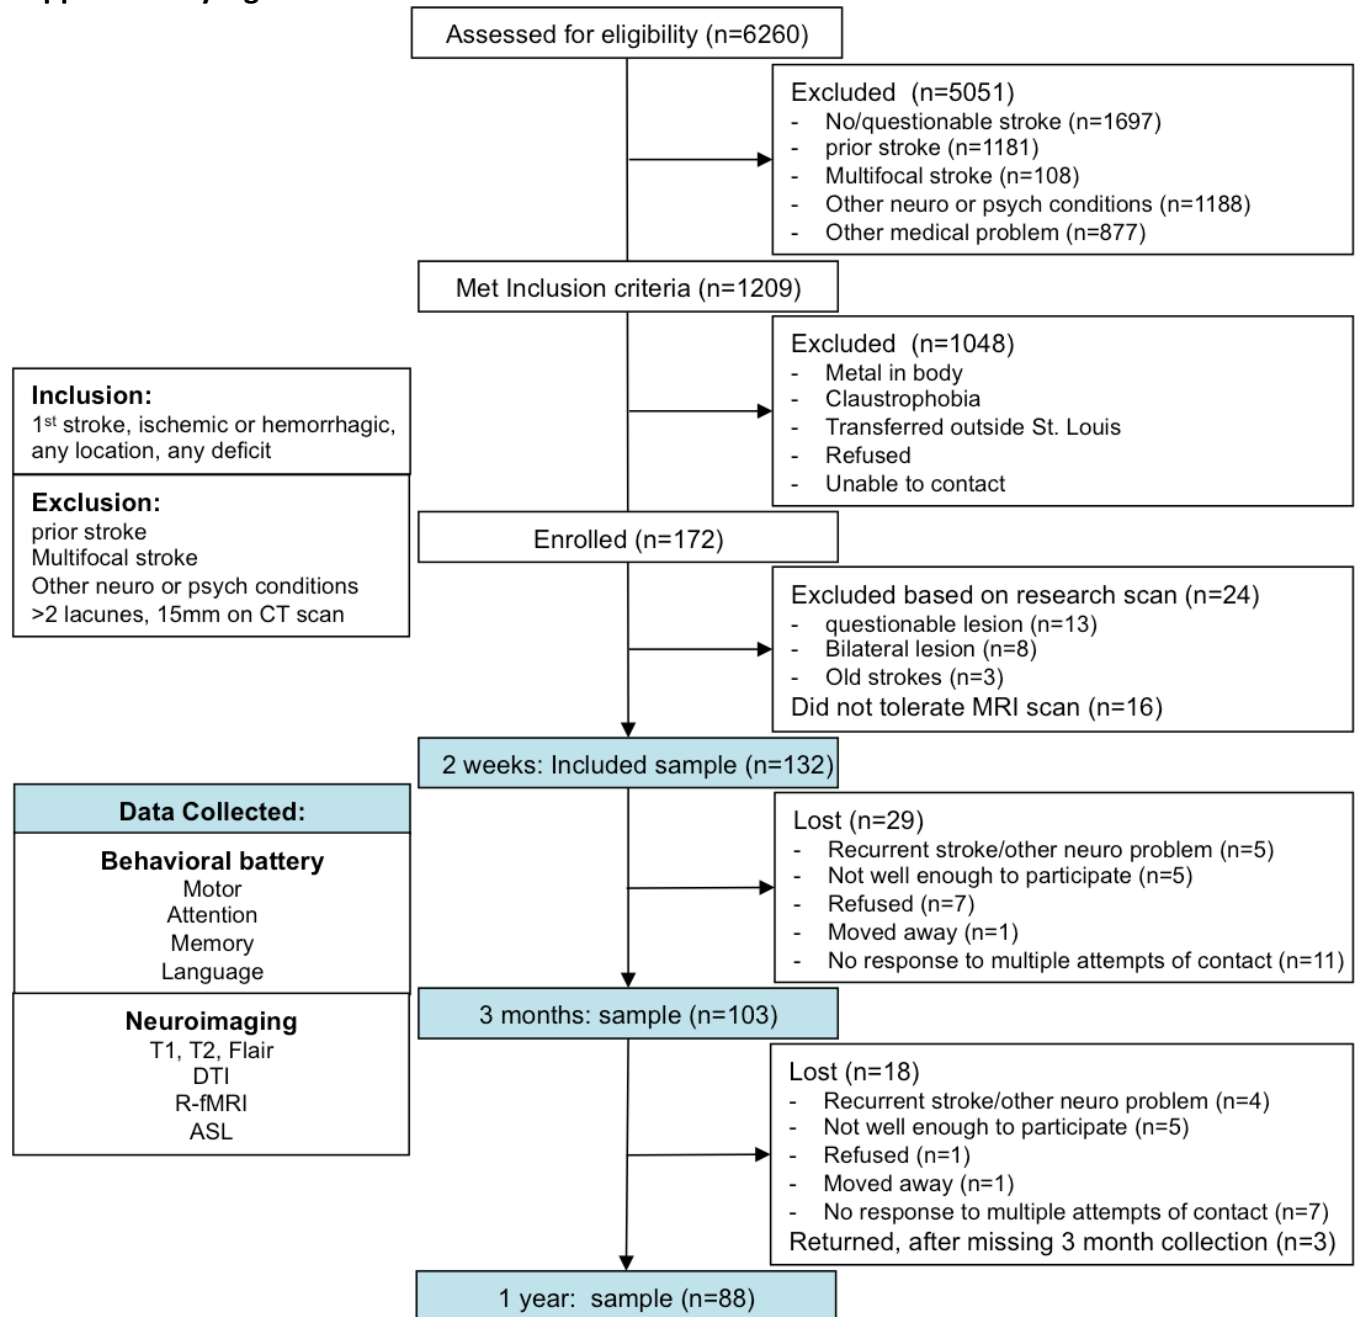 Assessed for eligibility (n=6260)
Excluded  (n=5051)
- No/questionable stroke (n=1697)
- prior stroke (n=1181)
- Multifocal stroke (n=108)
- Other neuro or psych conditions (n=1188)
- Other medical problem (n=877)
Met Inclusion criteria (n=1209)
Excluded  (n=1048)
- Metal in body
- Claustrophobia
- Transferred outside St. Louis
- Refused
- Unable to contact
Inclusion:
1st stroke, ischemic or hemorrhagic,
any location, any deficit
Exclusion:
prior stroke
Multifocal stroke
Other neuro or psych conditions
>2 lacunes, 15mm on CT scan
Enrolled (n=172)
Excluded based on research scan (n=24)
- questionable lesion (n=13)
- Bilateral lesion (n=8)
- Old strokes (n=3)
Did not tolerate MRI scan (n=16)
2 weeks: Included sample (n=132)
Data Collected:
Behavioral battery
Motor
Attention
Memory
Language
Neuroimaging
T1, T2, Flair
DTI
R-fMRI
ASL
Lost (n=29)
- Recurrent stroke/other neuro problem (n=5)
- Not well enough to participate (n=5)
- Refused (n=7)
- Moved away (n=1)
- No response to multiple attempts of contact (n=11)
3 months: sample (n=103)
Lost (n=18)
- Recurrent stroke/other neuro problem (n=4)
- Not well enough to participate (n=5)
- Refused (n=1)
- Moved away (n=1)
- No response to multiple attempts of contact (n=7)
Returned, after missing 3 month collection (n=3)
1 year:  sample (n=88)